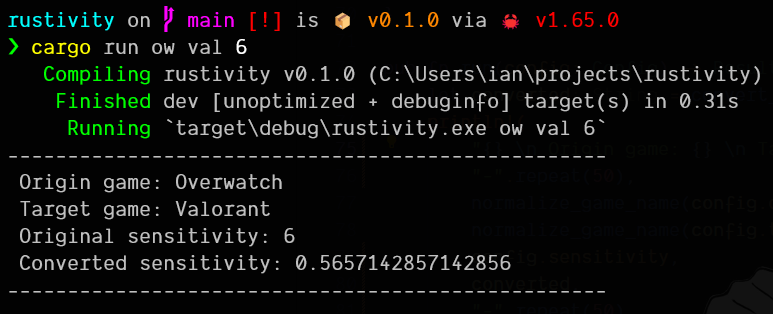 rustivity on main [!] is 📦 v0.1.0 via 🦀 v1.65.0
❯ cargo run ow val 6
Compiling rustivity v0.1.0 (C:\Users\ian\projects\rustivity)
Finished dev [unoptimized + debuginfo] target(s) in 0.31s
Running `target\debug\rustivity.exe ow val 6`
-------------------------------------------------------
Origin game: Overwatch
Target game: Valorant
Original sensitivity: 6
Converted sensitivity: 0.5657142857142856
-------------------------------------------------------